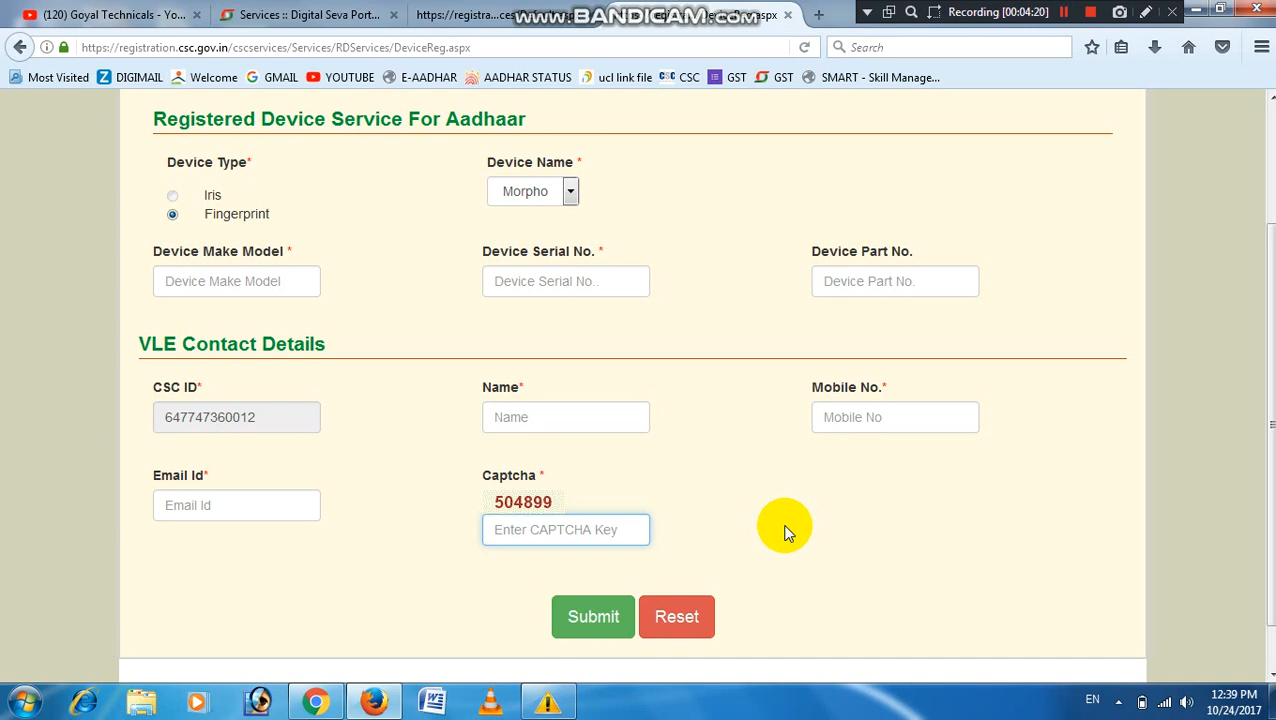 (120) Goyal Technicals - Yo...
Services :: Digital Seva Port...
https://registra...
aspx
www.BANDICAM.com
Recording [00:04:20]
https://registration.csc.gov.in/cscservices/Services/RDServices/DeviceReg.aspx
Search
Most Visited
DIGIMAIL
Welcome
GMAIL
YOUTUBE
E-AADHAR
AADHAR STATUS
ucl link file
CSC
GST
GST
SMART - Skill Manage...
Registered Device Service For Aadhaar
Device Type*
Device Name *
Iris
Morpho
Fingerprint
Device Make Model *
Device Serial No. *
Device Part No.
Device Make Model
Device Serial No..
Device Part No.
VLE Contact Details
CSC ID*
Name*
Mobile No.*
647747360012
Name
Mobile No
Email Id*
Captcha *
504899
Email Id
Enter CAPTCHA Key
Submit
Reset
EN
12:39 PM
10/24/2017